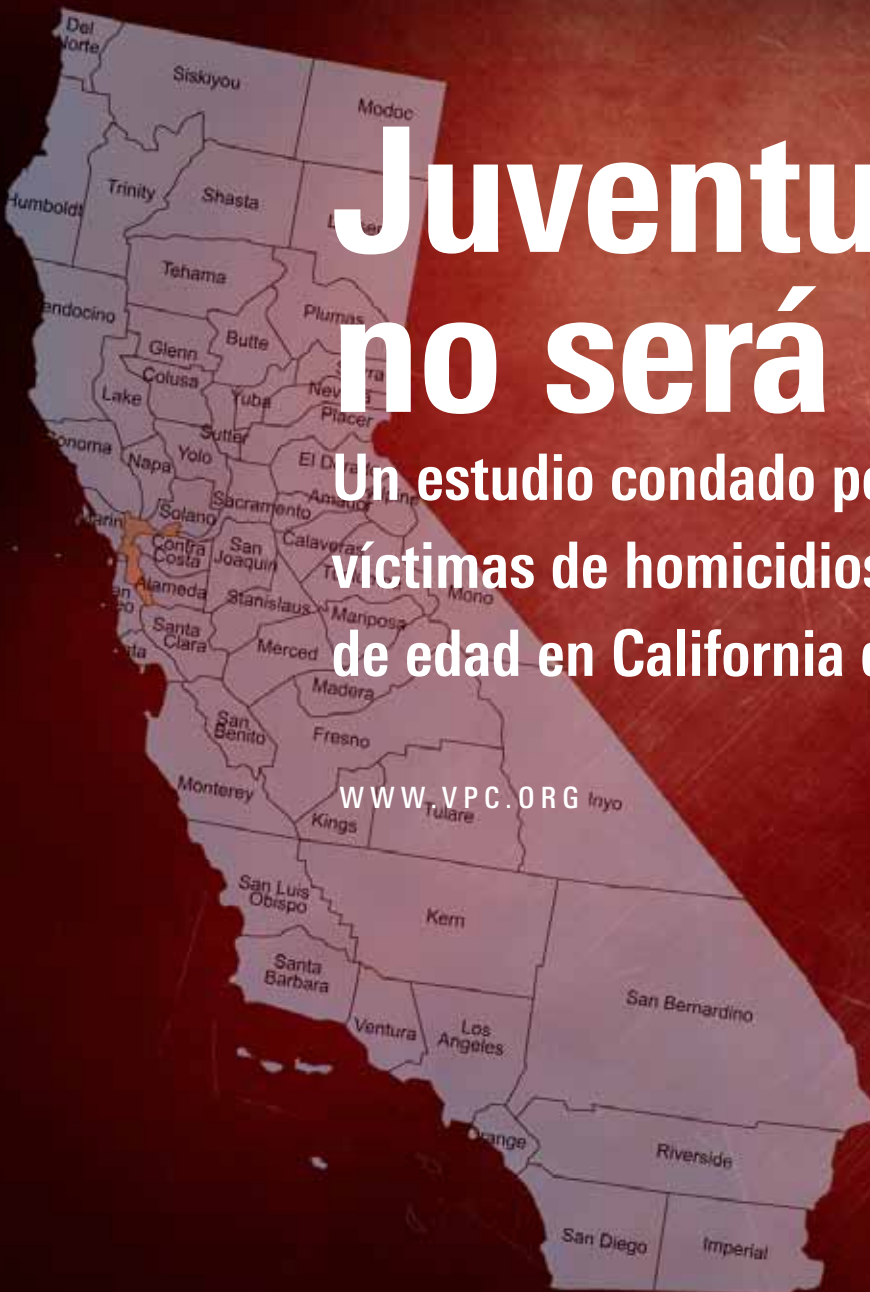 Del
Norte
Siskiyou
Modoc
Juventu
Humboldt
Trinity
Shasta
Tehama
no será
endocino
Plumas
Butte
Glenn
Colusa
Lake
Yuba
Placer
Sutter
onoma
Napa
Yolo
Un estudio condado p
Sacramento
Solano
Contra
Costa
San
Joaquin
Calaveras
víctimas de homicidios
Alameda
Stanislaus
Mariposa
Mono
Santa
Clara
Merced
de edad en California
Madera
San
Benito
Fresno
Monterey
WWW.VPC.ORG
Inyo
Kings
Tulare
San Luis
Obispo
Kern
Santa
Barbara
San Bernardino
Ventura
Los
Angeles
range
Riverside
San Diego
Imperial